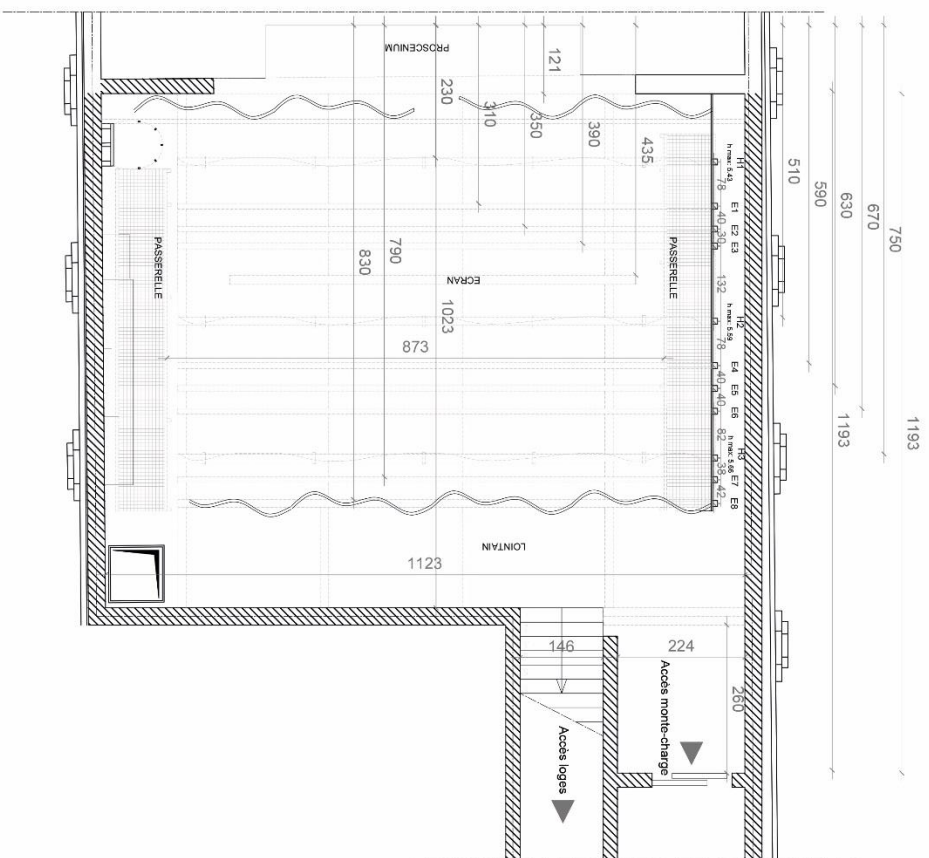 PROSCENIUM
121
230
310
350
390
435
510
590
630
670
750
1193
1193
H1
h max: 5.43
78
E1
40
E2
30
E3
132
H2
h max: 5.59
78
E4
40
E5
40
E6
82
H3
h max: 5.66
38
E7
42
E8
PASSERELLE
PASSERELLE
ECRAN
790
830
1023
873
LOINTAIN
1123
146
224
260
Accès monte-charge
Accès loges